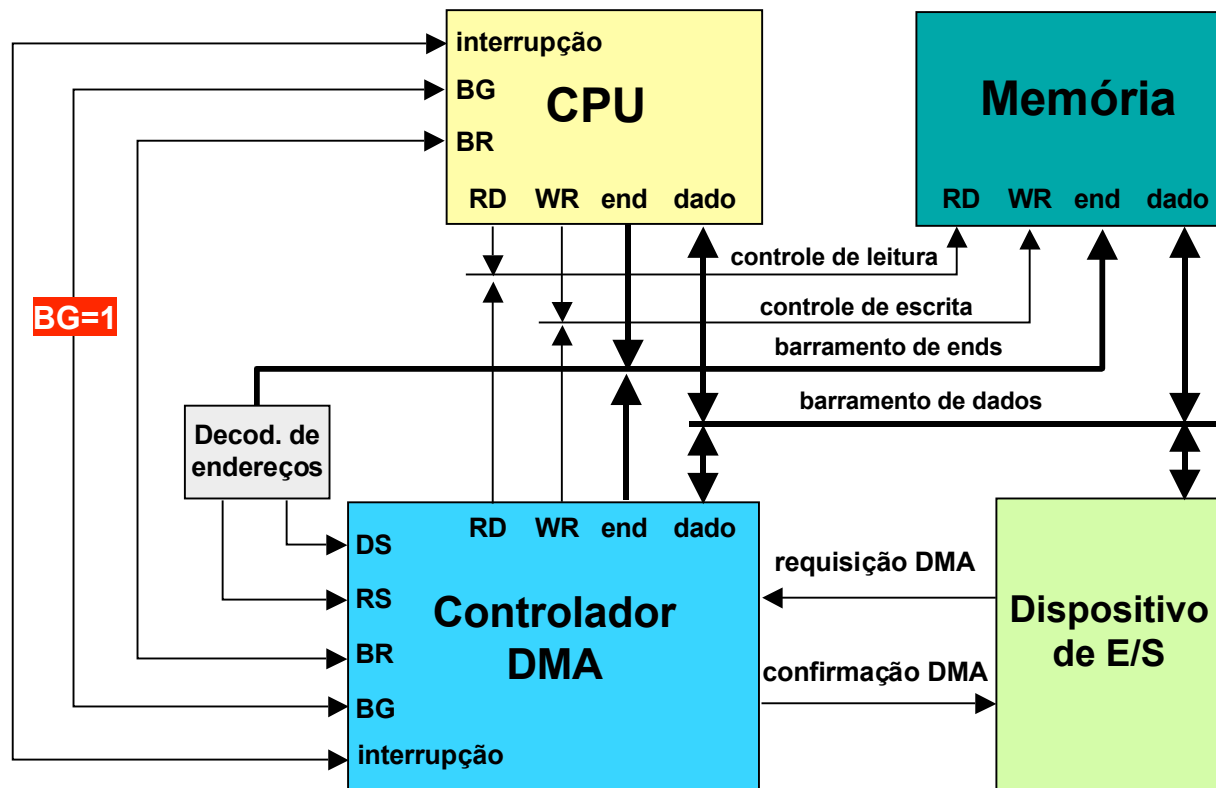 interrupção
BG
CPU
BR
RD WR end dado
Memória
RD WR end dado
controle de leitura
BG=1
controle de escrita
barramento de ends
barramento de dados
Decod. de
endereços
RD WR end dado
DS
RS
Controlador
DMA
BR
BG
interrupção
requisição DMA
confirmação DMA
Dispositivo
de E/S